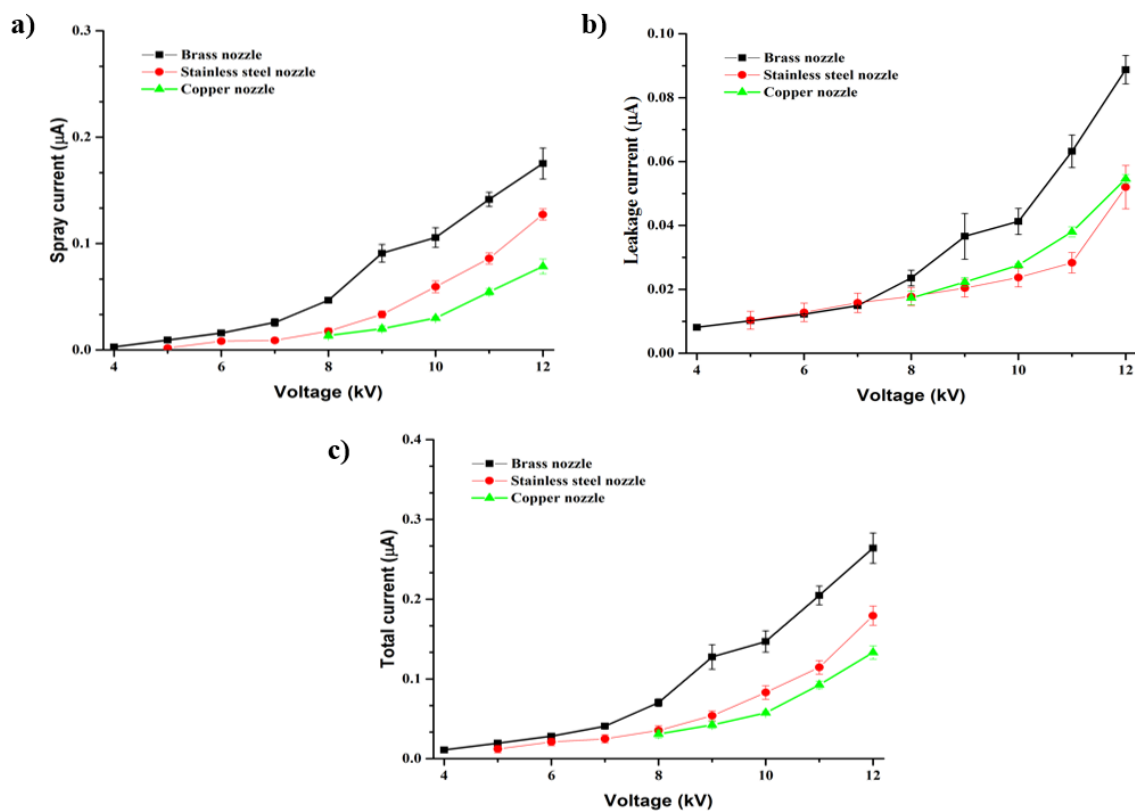 a)
Spray current (μA)
0.3
0.2
0.1
0.0
Brass nozzle
Stainless steel nozzle
Copper nozzle
4 6 8 10 12
Voltage (kV)
b)
Leakage current (μA)
0.10
0.08
0.06
0.04
0.02
0.00
Brass nozzle
Stainless steel nozzle
Copper nozzle
4 6 8 10 12
Voltage (kV)
c)
Total current (μA)
0.4
0.3
0.2
0.1
0.0
Brass nozzle
Stainless steel nozzle
Copper nozzle
4 6 8 10 12
Voltage (kV)